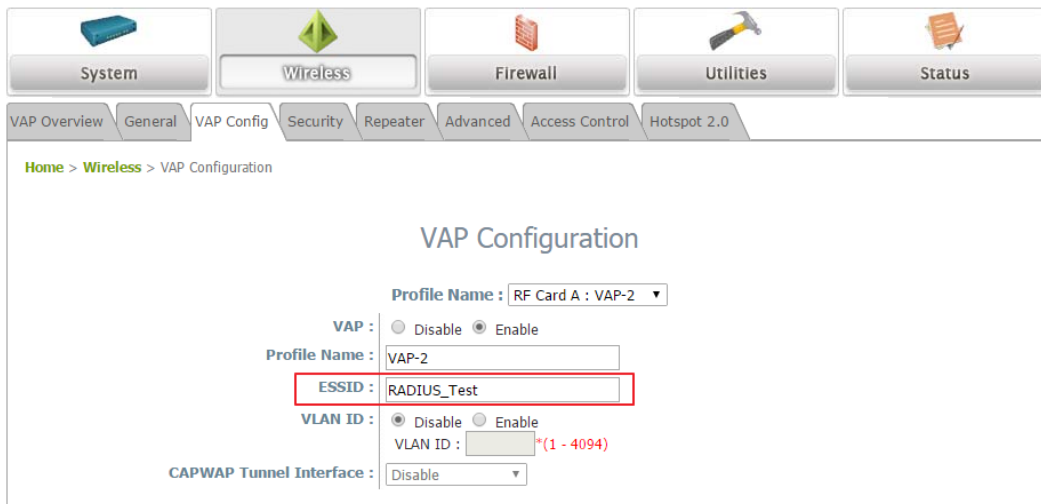 System Wireless Firewall Utilities Status
VAP Overview General VAP Config Security Repeater Advanced Access Control Hotspot 2.0
Home > Wireless > VAP Configuration
VAP Configuration
Profile Name : RF Card A : VAP-2
VAP : Disable Enable
Profile Name : VAP-2
ESSID : RADIUS_Test
VLAN ID : Disable Enable
VLAN ID : *(1 - 4094)
CAPWAP Tunnel Interface : Disable